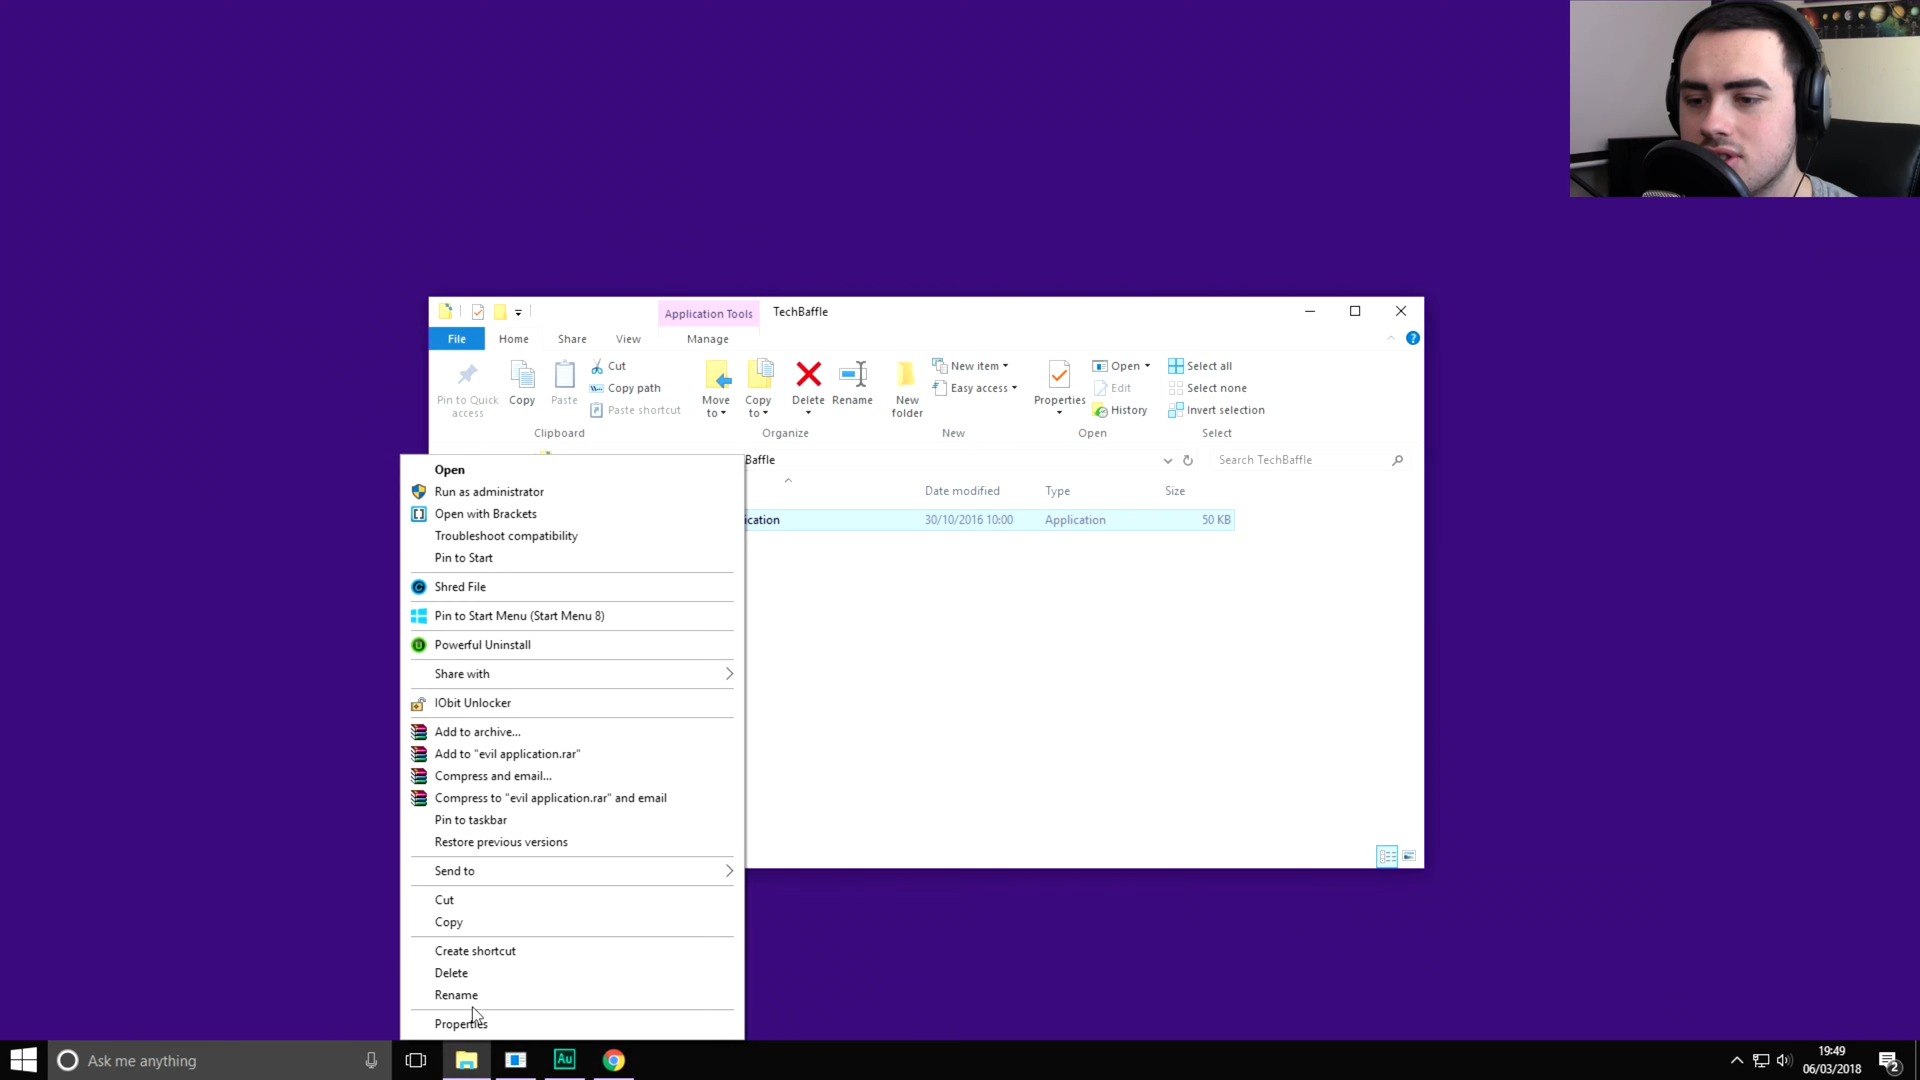 Application Tools
TechBaffle
File
Home
Share
View
Manage
Pin to Quick access
Copy
Paste
Cut
Copy path
Paste shortcut
Clipboard
Move to
Copy to
Delete
Rename
Organize
New folder
New item
Easy access
New
Properties
Open
Edit
History
Open
Select all
Select none
Invert selection
Select
Baffle
Search TechBaffle
Date modified
Type
Size
ication
30/10/2016 10:00
Application
50 KB
Open
Run as administrator
Open with Brackets
Troubleshoot compatibility
Pin to Start
Shred File
Pin to Start Menu (Start Menu 8)
Powerful Uninstall
Share with
IObit Unlocker
Add to archive...
Add to "evil application.rar"
Compress and email...
Compress to "evil application.rar" and email
Pin to taskbar
Restore previous versions
Send to
Cut
Copy
Create shortcut
Delete
Rename
Properties
Ask me anything
Au
19:49
06/03/2018
2